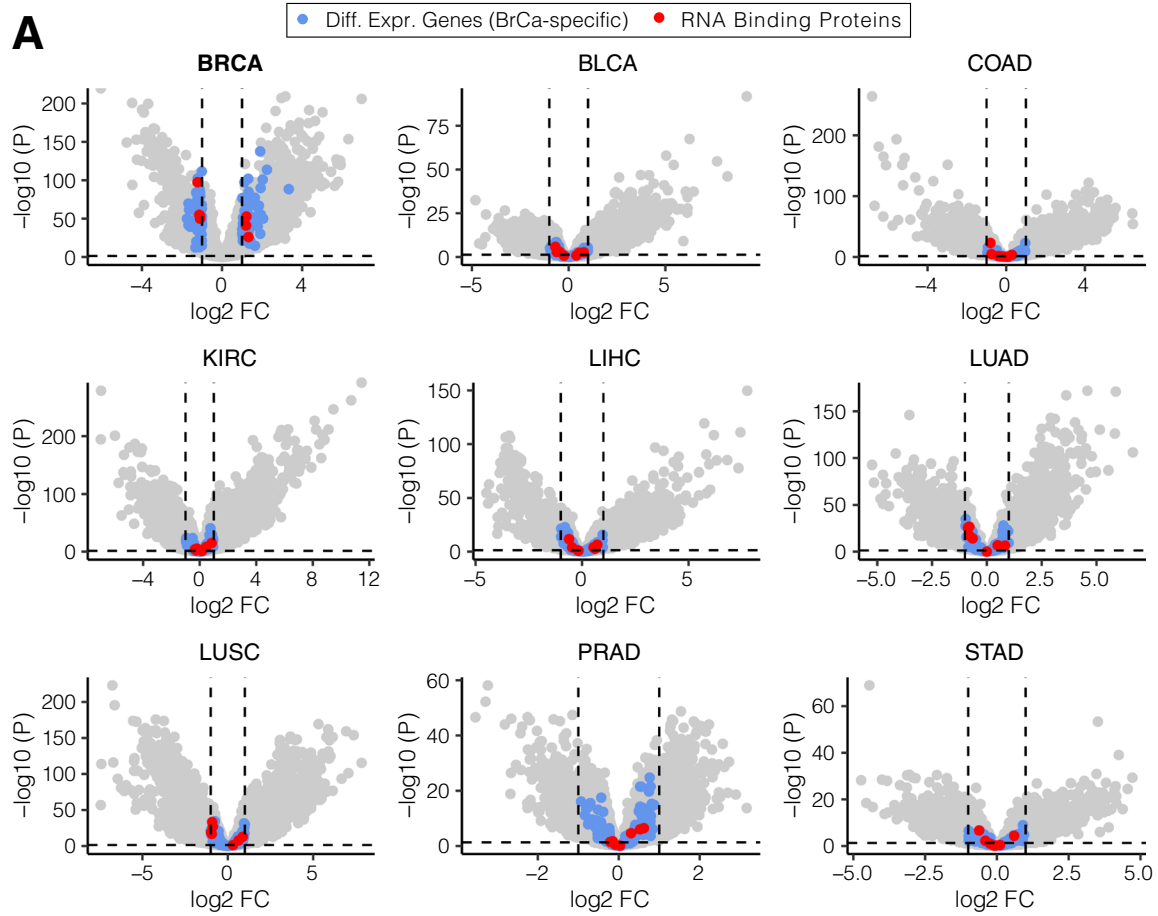 Diff. Expr. Genes (BrCa-specific) RNA Binding Proteins
A
BRCA BLCA COAD
−log10 (P) 200 150 100 50 0
−log10 (P) 75 50 25 0
−log10 (P) 200 100 0
−4 0 4
−5 0 5
−4 0 4
log2 FC log2 FC log2 FC
KIRC LIHC LUAD
−log10 (P) 200 100 0
−log10 (P) 150 100 50 0
−log10 (P) 150 100 50 0
−4 0 4 8 12
−5 0 5
−5.0 −2.5 0.0 2.5 5.0
log2 FC log2 FC log2 FC
LUSC PRAD STAD
−log10 (P) 200 150 100 50 0
−log10 (P) 60 40 20 0
−log10 (P) 60 40 20 0
−5 0 5
−2 0 2
−5.0 −2.5 0.0 2.5 5.0
log2 FC log2 FC log2 FC